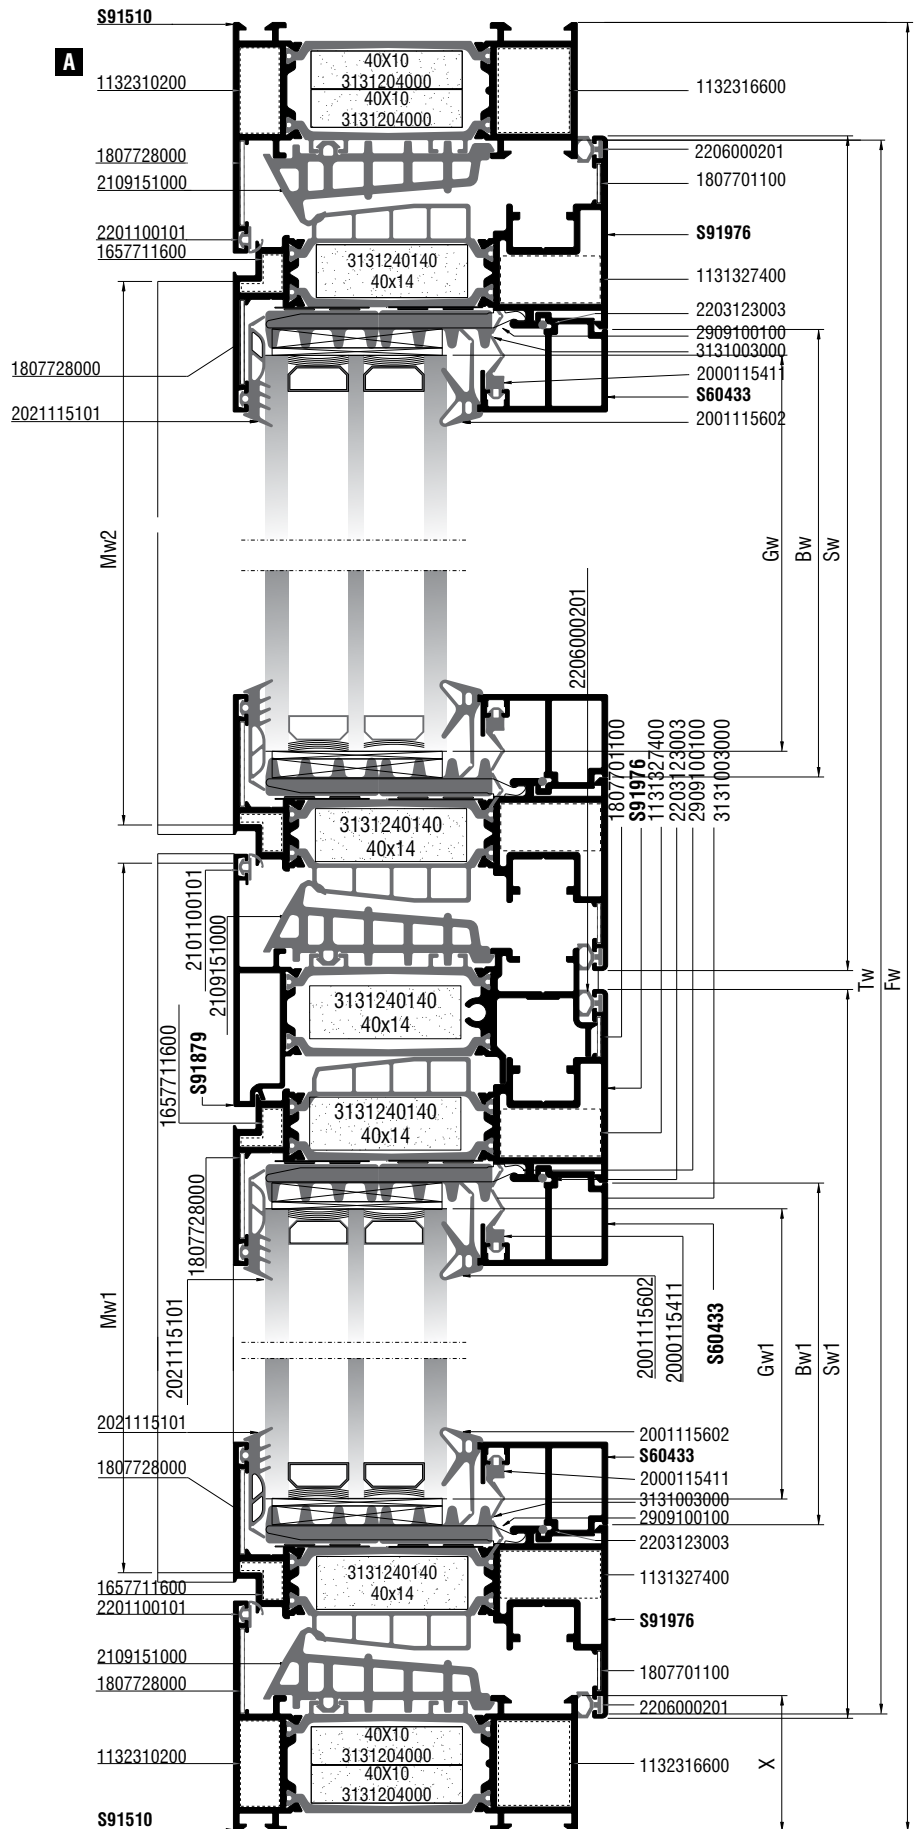 S91510
A
40X10
3131204000
40X10
3131204000
1132310200
1132316600
1807728000
2109151000
2206000201
1807701100
2201100101
1657711600
S91976
3131240140
40x14
1131327400
2203123003
2909100100
3131003000
2000115411
S60433
2001115602
1807728000
2021115101
Mw2
Gw
Bw
Sw
2206000201
1807701100
S91976
1131327400
2203123003
2909100100
3131003000
3131240140
40x14
2101100101
2109151000
Tw
Fw
3131240140
40x14
1657711600
S91879
3131240140
40x14
1807728000
2021115101
Mw1
2001115602
2000115411
S60433
Gw1
Bw1
Sw1
2021115101
1807728000
2001115602
S60433
2000115411
3131003000
2909100100
2203123003
3131240140
40x14
1131327400
1657711600
2201100101
S91976
2109151000
1807728000
1807701100
2206000201
40X10
3131204000
40X10
3131204000
1132310200
1132316600
X
S91510